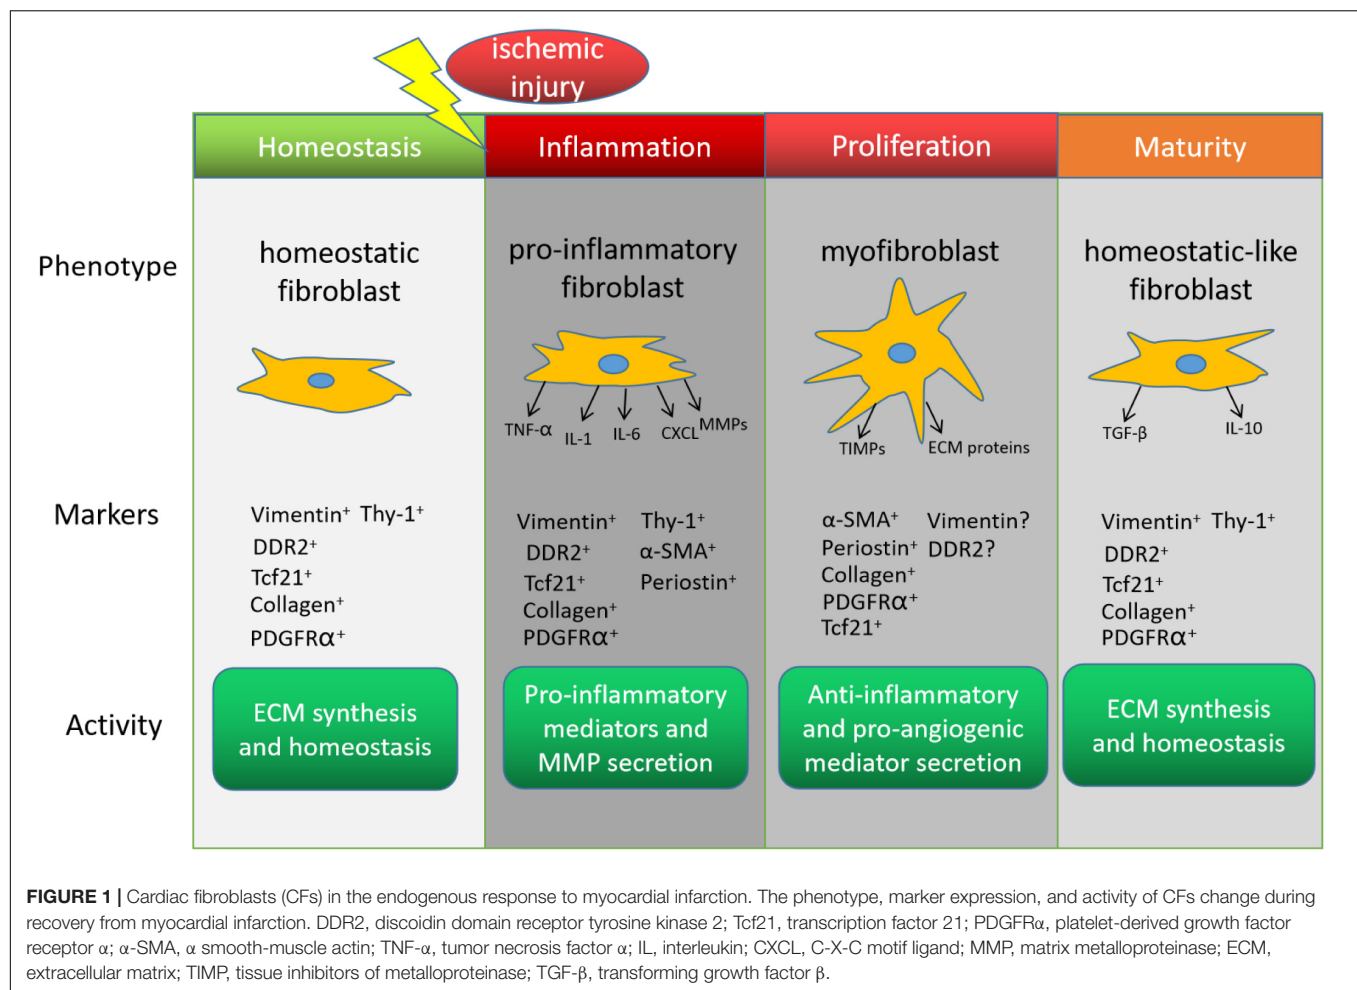 ischemic
injury
Homeostasis
Inflammation
Proliferation
Maturity
Phenotype
homeostatic
fibroblast
pro-inflammatory
fibroblast
myofibroblast
homeostatic-like
fibroblast
TNF-α
IL-1
IL-6
CXCL
MMPs
TIMPs
ECM proteins
TGF-β
IL-10
Markers
Vimentin⁺ Thy-1⁺
DDR2⁺
Tcf21⁺
Collagen⁺
PDGFRα⁺
Vimentin⁺ Thy-1⁺
DDR2⁺ α-SMA⁺
Tcf21⁺ Periostin⁺
Collagen⁺
PDGFRα⁺
α-SMA⁺ Vimentin?
Periostin⁺ DDR2?
Collagen⁺
PDGFRα⁺
Tcf21⁺
Vimentin⁺ Thy-1⁺
DDR2⁺
Tcf21⁺
Collagen⁺
PDGFRα⁺
Activity
ECM synthesis
and homeostasis
Pro-inflammatory
mediators and
MMP secretion
Anti-inflammatory
and pro-angiogenic
mediator secretion
ECM synthesis
and homeostasis
FIGURE 1 | Cardiac fibroblasts (CFs) in the endogenous response to myocardial infarction. The phenotype, marker expression, and activity of CFs change during
recovery from myocardial infarction. DDR2, discoidin domain receptor tyrosine kinase 2; Tcf21, transcription factor 21; PDGFRα, platelet-derived growth factor
receptor α; α-SMA, α smooth-muscle actin; TNF-α, tumor necrosis factor α; IL, interleukin; CXCL, C-X-C motif ligand; MMP, matrix metalloproteinase; ECM,
extracellular matrix; TIMP, tissue inhibitors of metalloproteinase; TGF-β, transforming growth factor β.